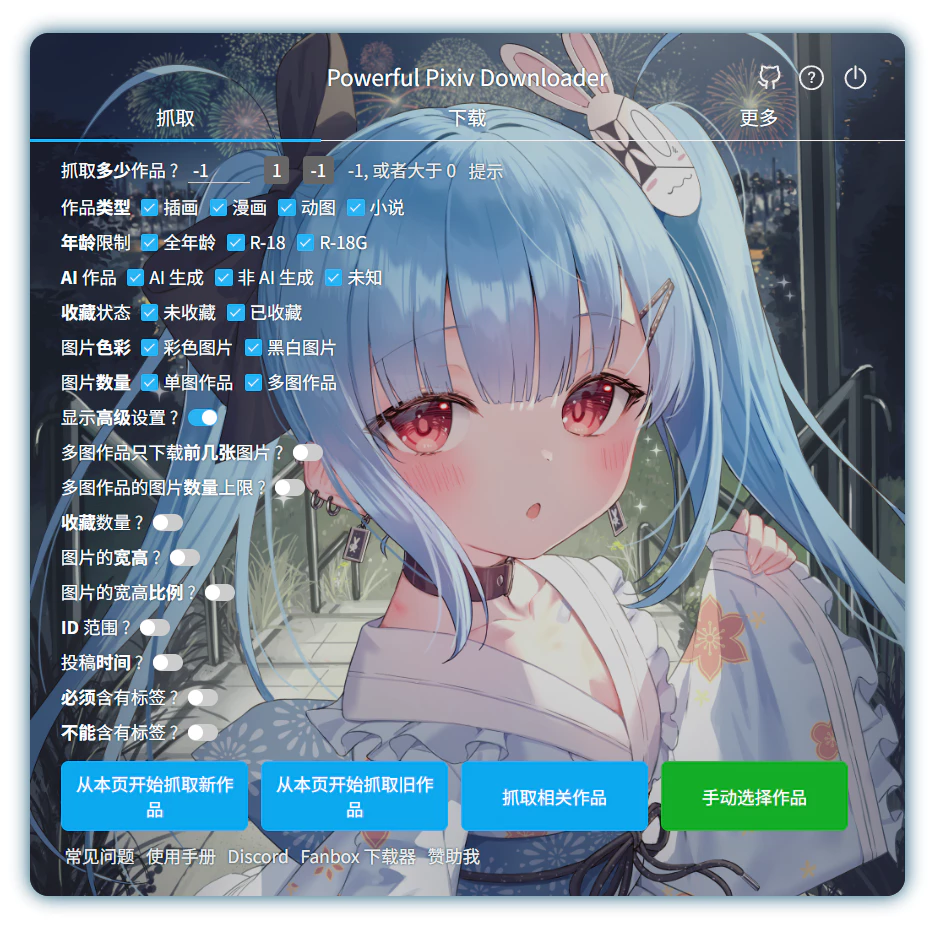 Powerful Pixiv Downloader
抓取 下载 更多
抓取多少作品? -1 1 -1 -1, 或者大于 0 提示
作品类型 插画 漫画 动图 小说
年龄限制 全年龄 R-18 R-18G
AI 作品 AI 生成 非 AI 生成 未知
收藏状态 未收藏 已收藏
图片色彩 彩色图片 黑白图片
图片数量 单图作品 多图作品
显示高级设置?
多图作品只下载前几张图片?
多图作品的图片数量上限?
收藏数量?
图片的宽高?
图片的宽高比例?
ID 范围?
投稿时间?
必须含有标签?
不能含有标签?
从本页开始抓取新作品 从本页开始抓取旧作品 抓取相关作品 手动选择作品
常见问题 使用手册 Discord Fanbox 下载器 赞助我